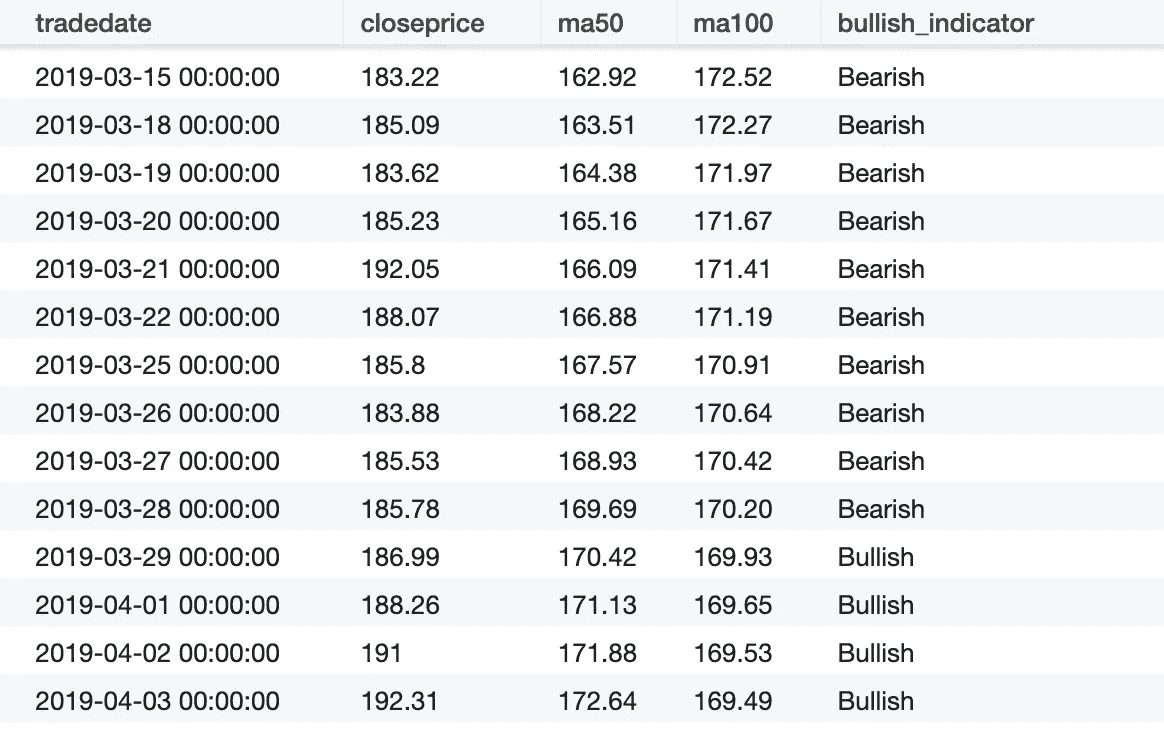 tradedate closeprice ma50 ma100 bullish_indicator
2019-03-15 00:00:00 183.22 162.92 172.52 Bearish
2019-03-18 00:00:00 185.09 163.51 172.27 Bearish
2019-03-19 00:00:00 183.62 164.38 171.97 Bearish
2019-03-20 00:00:00 185.23 165.16 171.67 Bearish
2019-03-21 00:00:00 192.05 166.09 171.41 Bearish
2019-03-22 00:00:00 188.07 166.88 171.19 Bearish
2019-03-25 00:00:00 185.8 167.57 170.91 Bearish
2019-03-26 00:00:00 183.88 168.22 170.64 Bearish
2019-03-27 00:00:00 185.53 168.93 170.42 Bearish
2019-03-28 00:00:00 185.78 169.69 170.20 Bearish
2019-03-29 00:00:00 186.99 170.42 169.93 Bullish
2019-04-01 00:00:00 188.26 171.13 169.65 Bullish
2019-04-02 00:00:00 191 171.88 169.53 Bullish
2019-04-03 00:00:00 192.31 172.64 169.49 Bullish